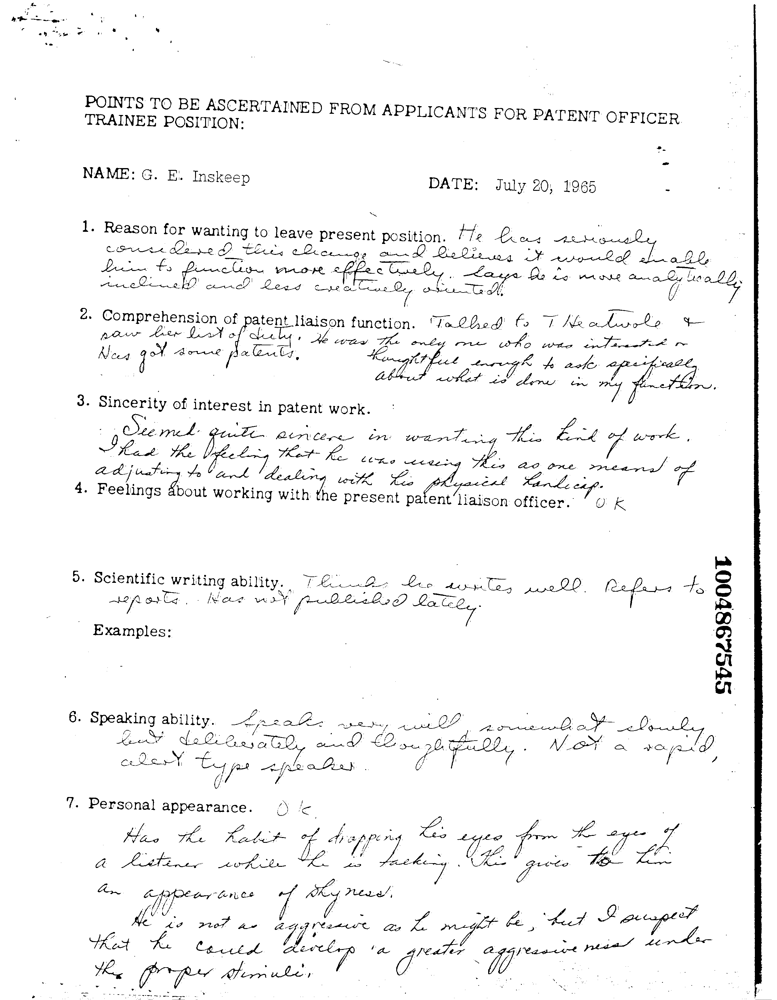 POINTS TO BE ASCERTAINED FROM APPLICANTS FOR PATENT OFFICER
TRAINEE POSITION:
NAME: G. E. Inskeep
DATE: July 20, 1965
1. Reason for wanting to leave present position. He has seriously
considered this change and believes it would enable
him to function more effectively. Says he is more analytically
inclined and less creatively oriented.
2. Comprehension of patent liaison function. Talked to T Heatwole &
saw her list of duty. He was the only one who was interested or
Has got some patents. thoughtful enough to ask specifically
about what is done in my function.
3. Sincerity of interest in patent work.
Seemed quite sincere in wanting this kind of work.
I had the feeling that he was using this as one means of
adjusting to and dealing with his physical handicap.
4. Feelings about working with the present patent liaison officer. OK
5. Scientific writing ability. Thinks he writes well. Refers to
reports. Has not published lately.
Examples:
6. Speaking ability. Speaks very well, somewhat slowly
but deliberately and thoughtfully. Not a rapid,
alert type speaker.
7. Personal appearance. OK
Has the habit of dropping his eyes from the eyes of
a listener while he is talking. This gives to him
an appearance of shyness.
He is not as aggressive as he might be, but I suspect
that he could develop a greater aggressiveness under
the proper stimuli.
1004867545